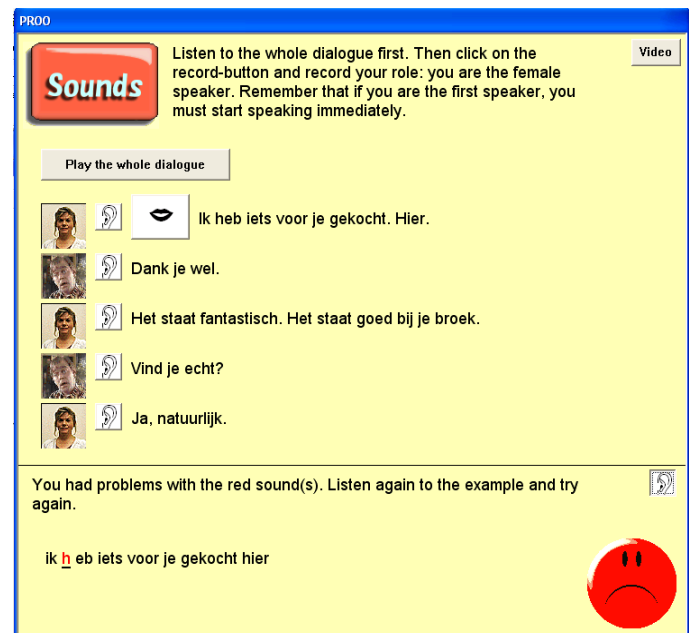 PROO
Listen to the whole dialogue first. Then click on the
record-button and record your role: you are the female
speaker. Remember that if you are the first speaker, you
must start speaking immediately.
Video
Sounds
Play the whole dialogue
Ik heb iets voor je gekocht. Hier.
Dank je wel.
Het staat fantastisch. Het staat goed bij je broek.
Vind je echt?
Ja, natuurlijk.
You had problems with the red sound(s). Listen again to the example and try
again.
ik h eb iets voor je gekocht hier